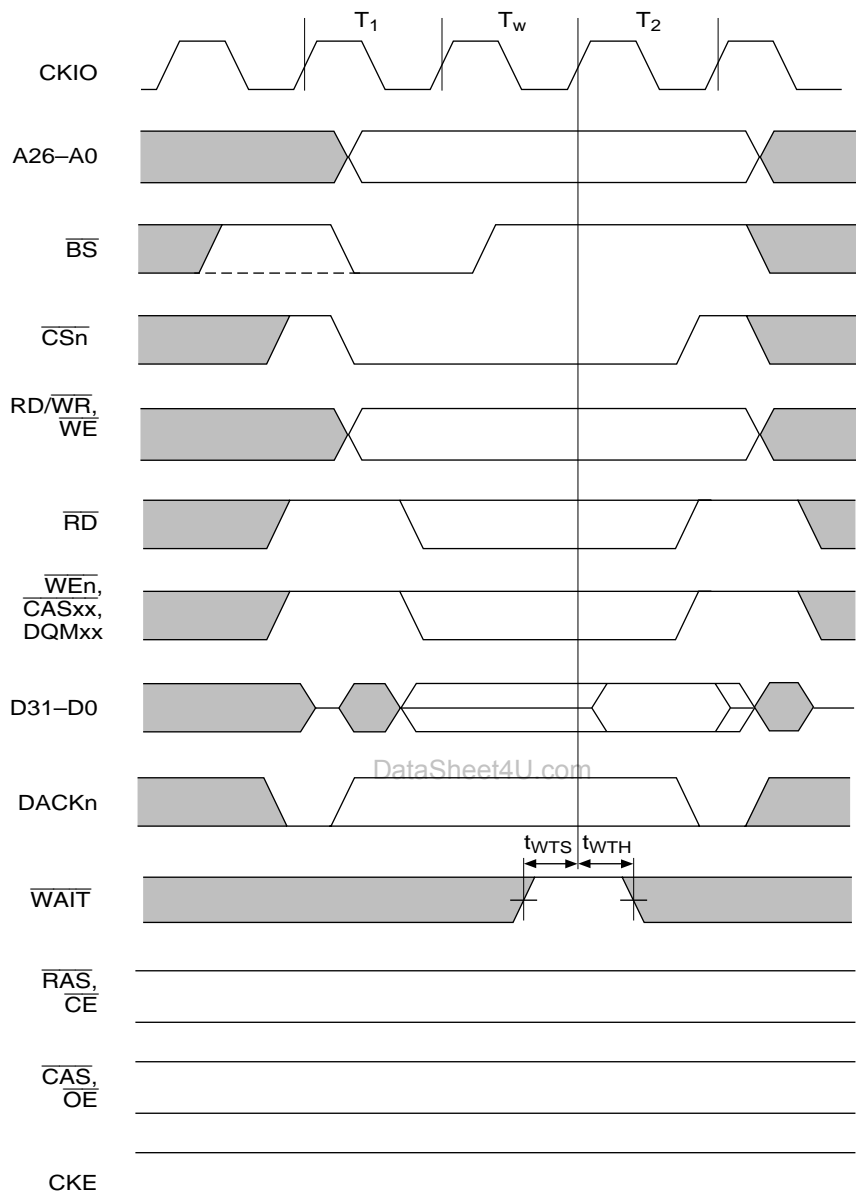 T1 Tw T2
CKIO
A26–A0
BS
CSn
RD/WR,
WE
RD
WEn,
CASxx,
DQMxx
D31–D0
DataSheet4U.com
DACKn
tWTS tWTH
WAIT
RAS,
CE
CAS,
OE
CKE